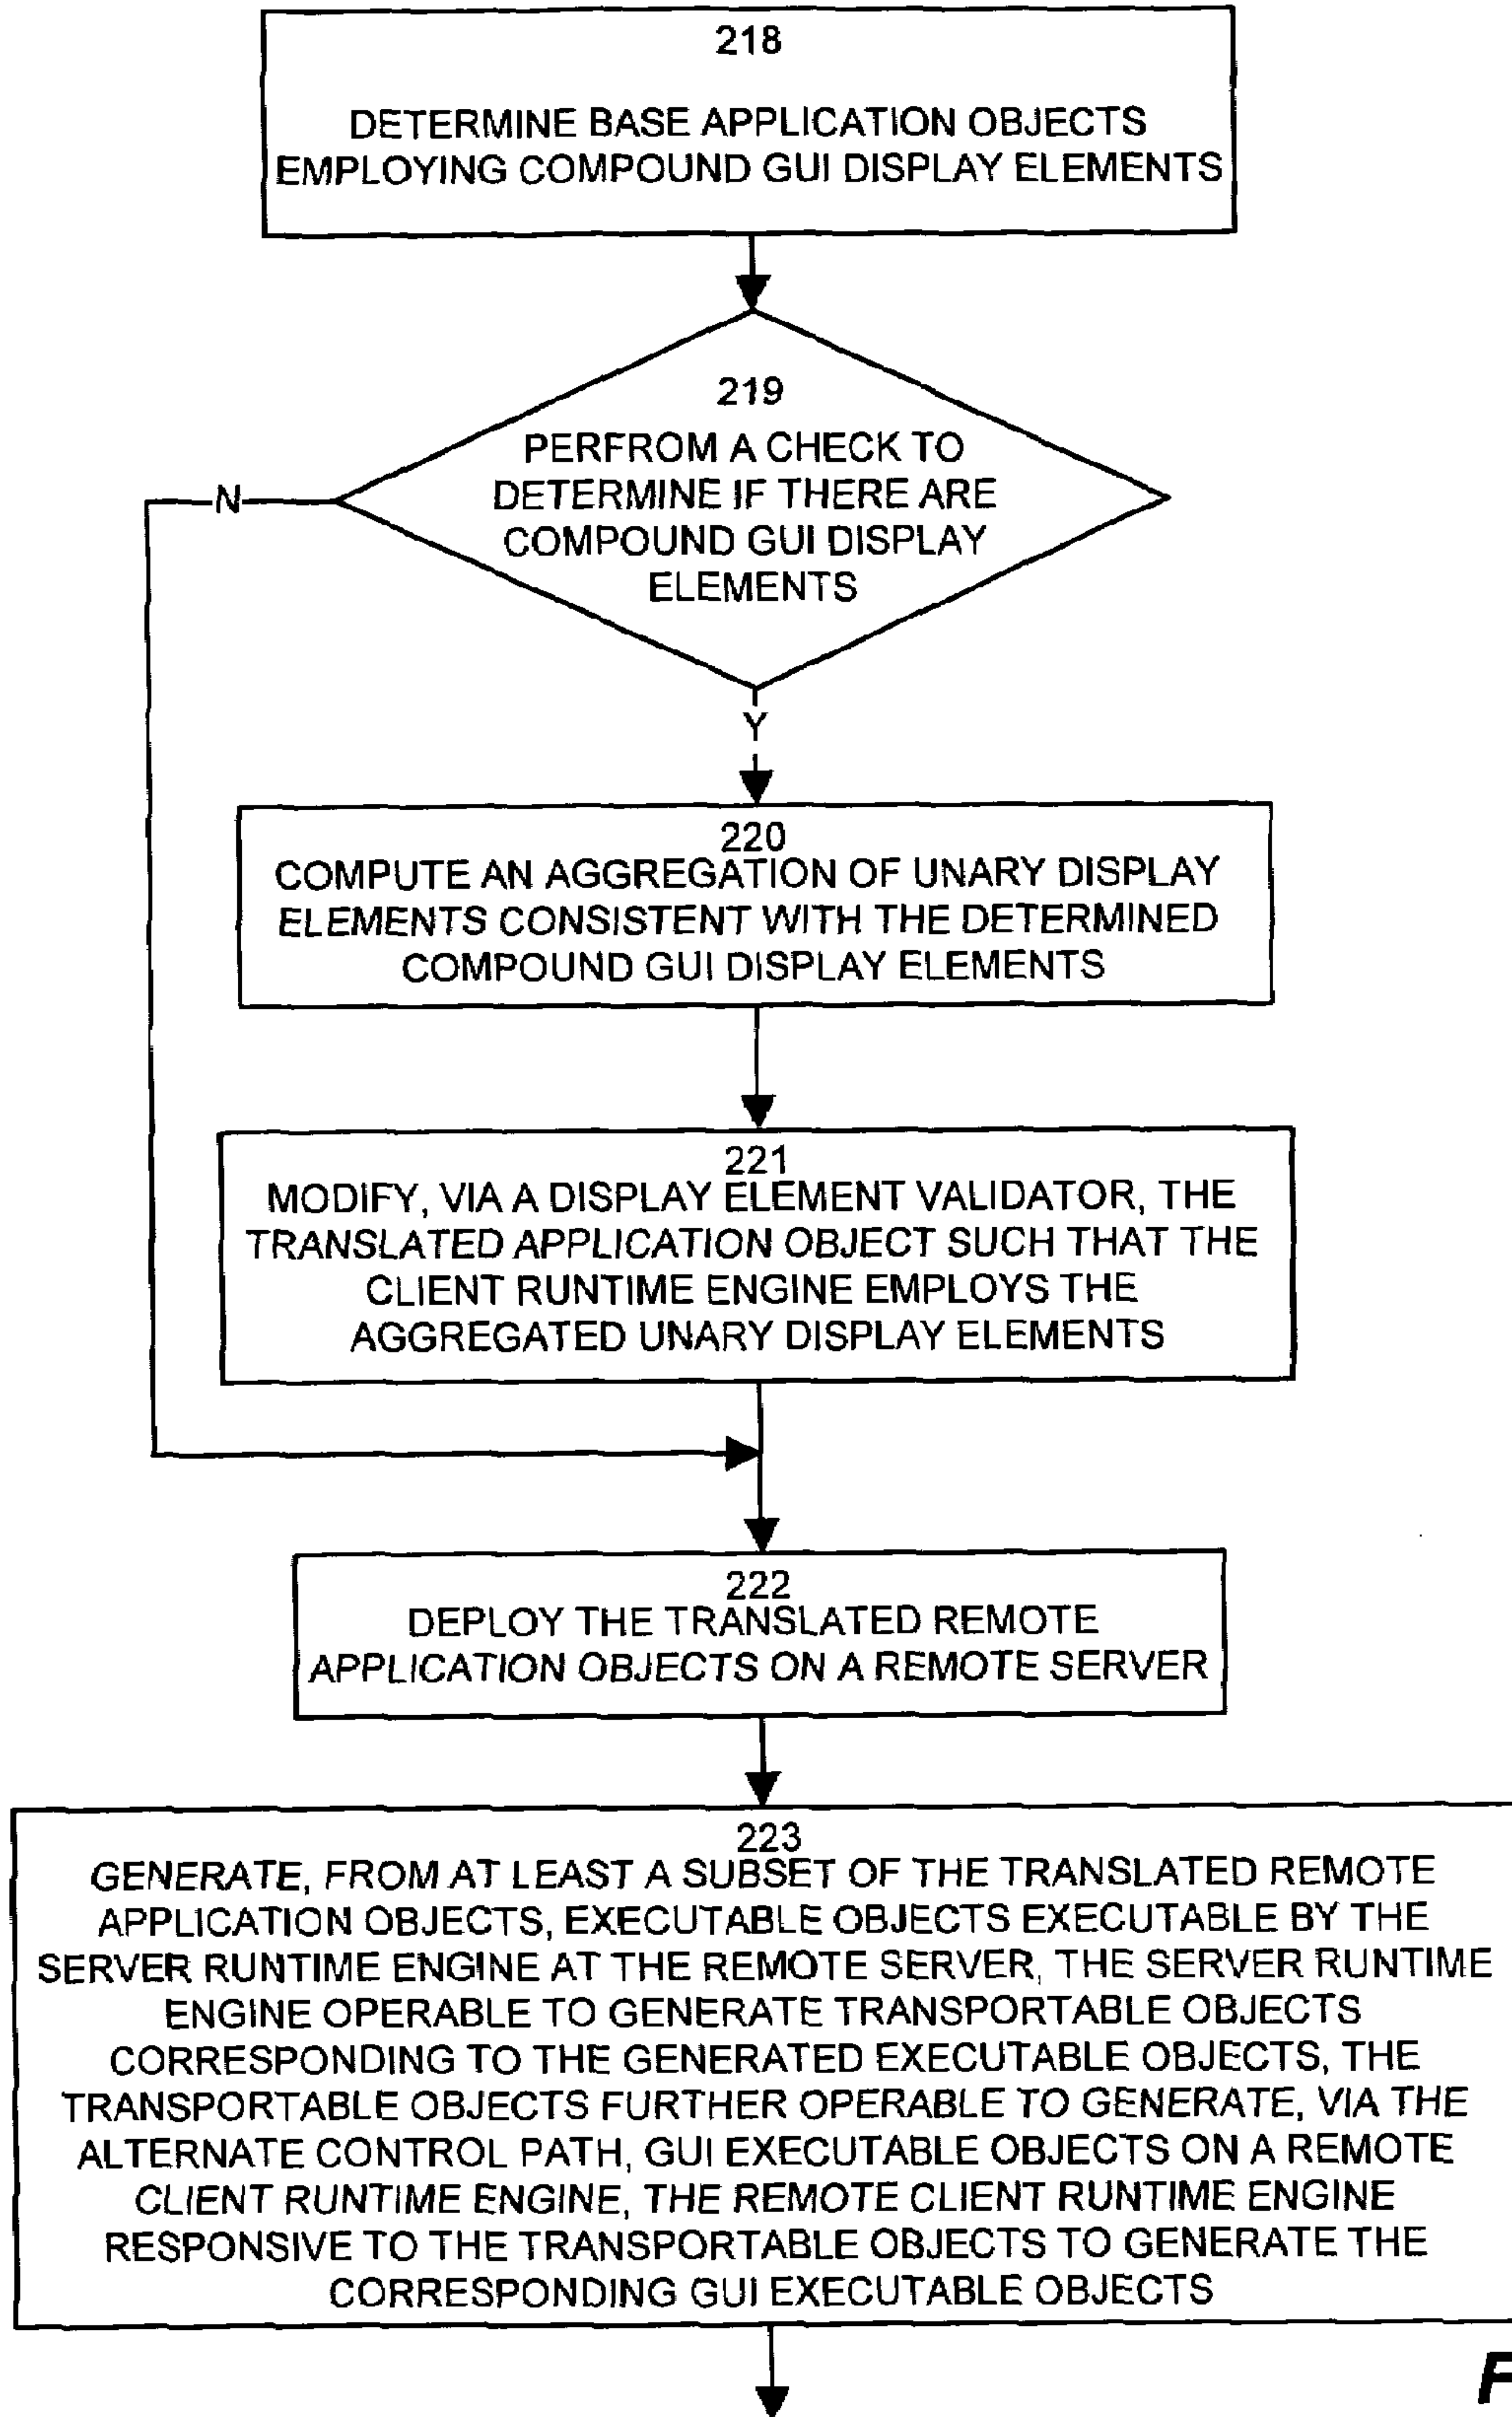 218
DETERMINE BASE APPLICATION OBJECTS
EMPLOYING COMPOUND GUI DISPLAY ELEMENTS
219
PERFROM A CHECK TO
DETERMINE IF THERE ARE
COMPOUND GUI DISPLAY
ELEMENTS
N
Y
220
COMPUTE AN AGGREGATION OF UNARY DISPLAY
ELEMENTS CONSISTENT WITH THE DETERMINED
COMPOUND GUI DISPLAY ELEMENTS
221
MODIFY, VIA A DISPLAY ELEMENT VALIDATOR, THE
TRANSLATED APPLICATION OBJECT SUCH THAT THE
CLIENT RUNTIME ENGINE EMPLOYS THE
AGGREGATED UNARY DISPLAY ELEMENTS
222
DEPLOY THE TRANSLATED REMOTE
APPLICATION OBJECTS ON A REMOTE SERVER
223
GENERATE, FROM AT LEAST A SUBSET OF THE TRANSLATED REMOTE
APPLICATION OBJECTS, EXECUTABLE OBJECTS EXECUTABLE BY THE
SERVER RUNTIME ENGINE AT THE REMOTE SERVER, THE SERVER RUNTIME
ENGINE OPERABLE TO GENERATE TRANSPORTABLE OBJECTS
CORRESPONDING TO THE GENERATED EXECUTABLE OBJECTS, THE
TRANSPORTABLE OBJECTS FURTHER OPERABLE TO GENERATE, VIA THE
ALTERNATE CONTROL PATH, GUI EXECUTABLE OBJECTS ON A REMOTE
CLIENT RUNTIME ENGINE, THE REMOTE CLIENT RUNTIME ENGINE
RESPONSIVE TO THE TRANSPORTABLE OBJECTS TO GENERATE THE
CORRESPONDING GUI EXECUTABLE OBJECTS